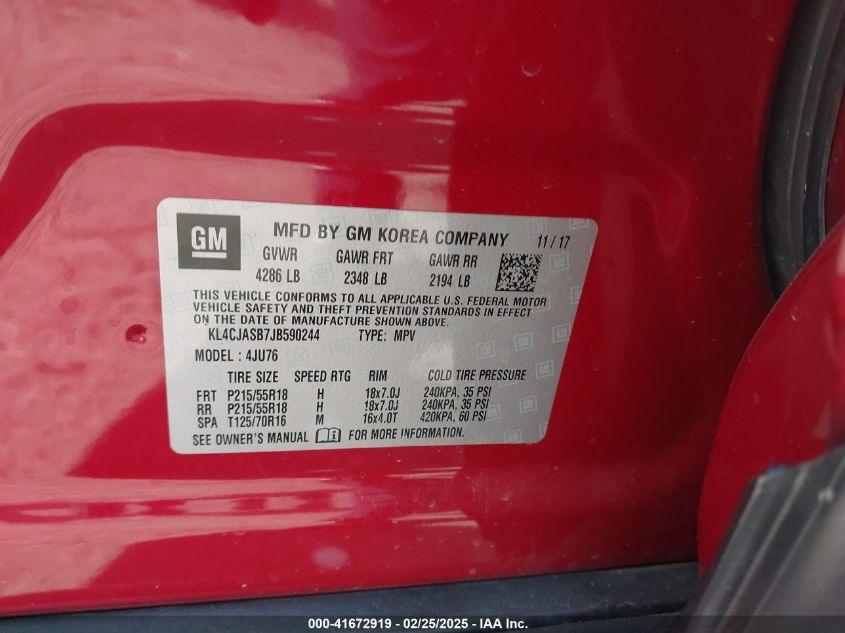 GM MFD BY GM KOREA COMPANY 11 / 17
GVWR GAWR FRT GAWR RR
4286 LB 2348 LB 2194 LB
THIS VEHICLE CONFORMS TO ALL APPLICABLE U.S. FEDERAL MOTOR
VEHICLE SAFETY AND THEFT PREVENTION STANDARDS IN EFFECT
ON THE DATE OF MANUFACTURE SHOWN ABOVE.
KL4CJASB7JB590244 TYPE: MPV
MODEL : 4JU76
TIRE SIZE SPEED RTG RIM COLD TIRE PRESSURE
FRT P215/55R18 H 18x7.0J 240KPA, 35 PSI
RR P215/55R18 H 18x7.0J 240KPA, 35 PSI
SPA T125/70R16 M 16x4.0T 420KPA, 60 PSI
SEE OWNER'S MANUAL FOR MORE INFORMATION.
000-41672919 / 02/25/2025 - Copyright © IAA, LLC